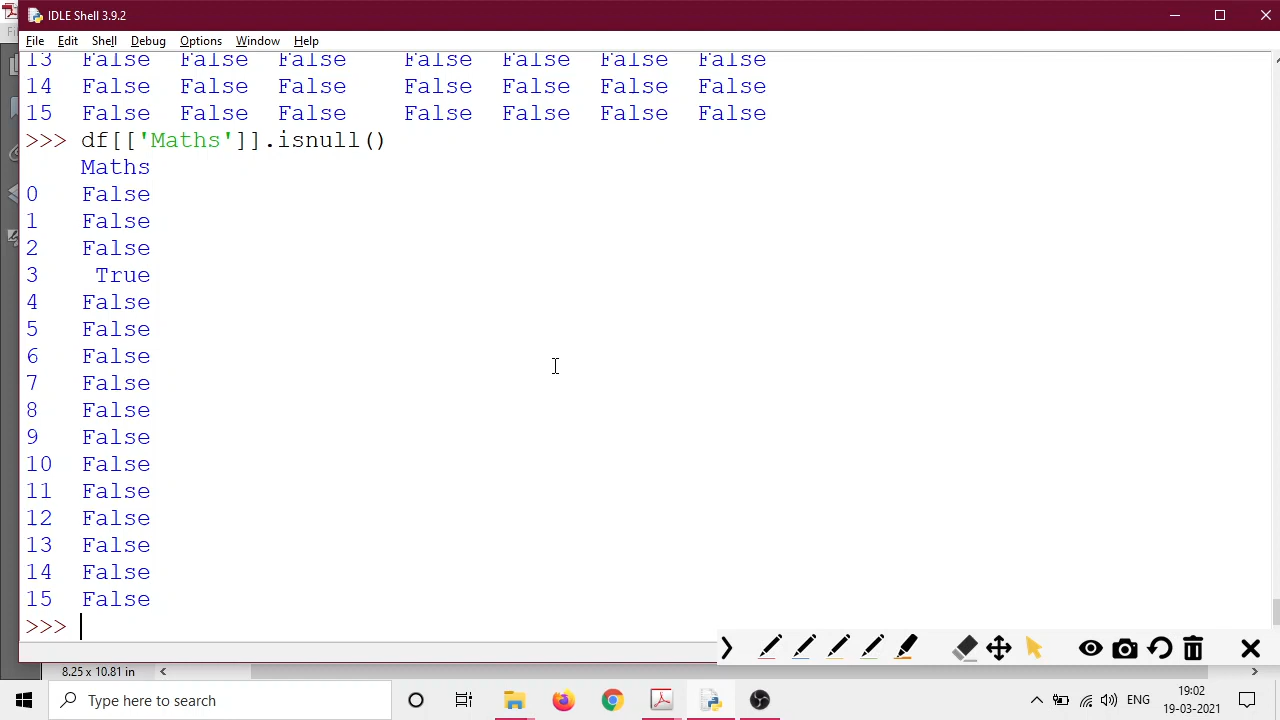 IDLE Shell 3.9.2
File Edit Shell Debug Options Window Help
13 False False False False False False False
14 False False False False False False False
15 False False False False False False False
>>> df[['Maths']].isnull()
Maths
0 False
1 False
2 False
3 True
4 False
5 False
6 False
7 False
8 False
9 False
10 False
11 False
12 False
13 False
14 False
15 False
>>>
8.25 x 10.81 in
Type here to search
ENG
19:02
19-03-2021